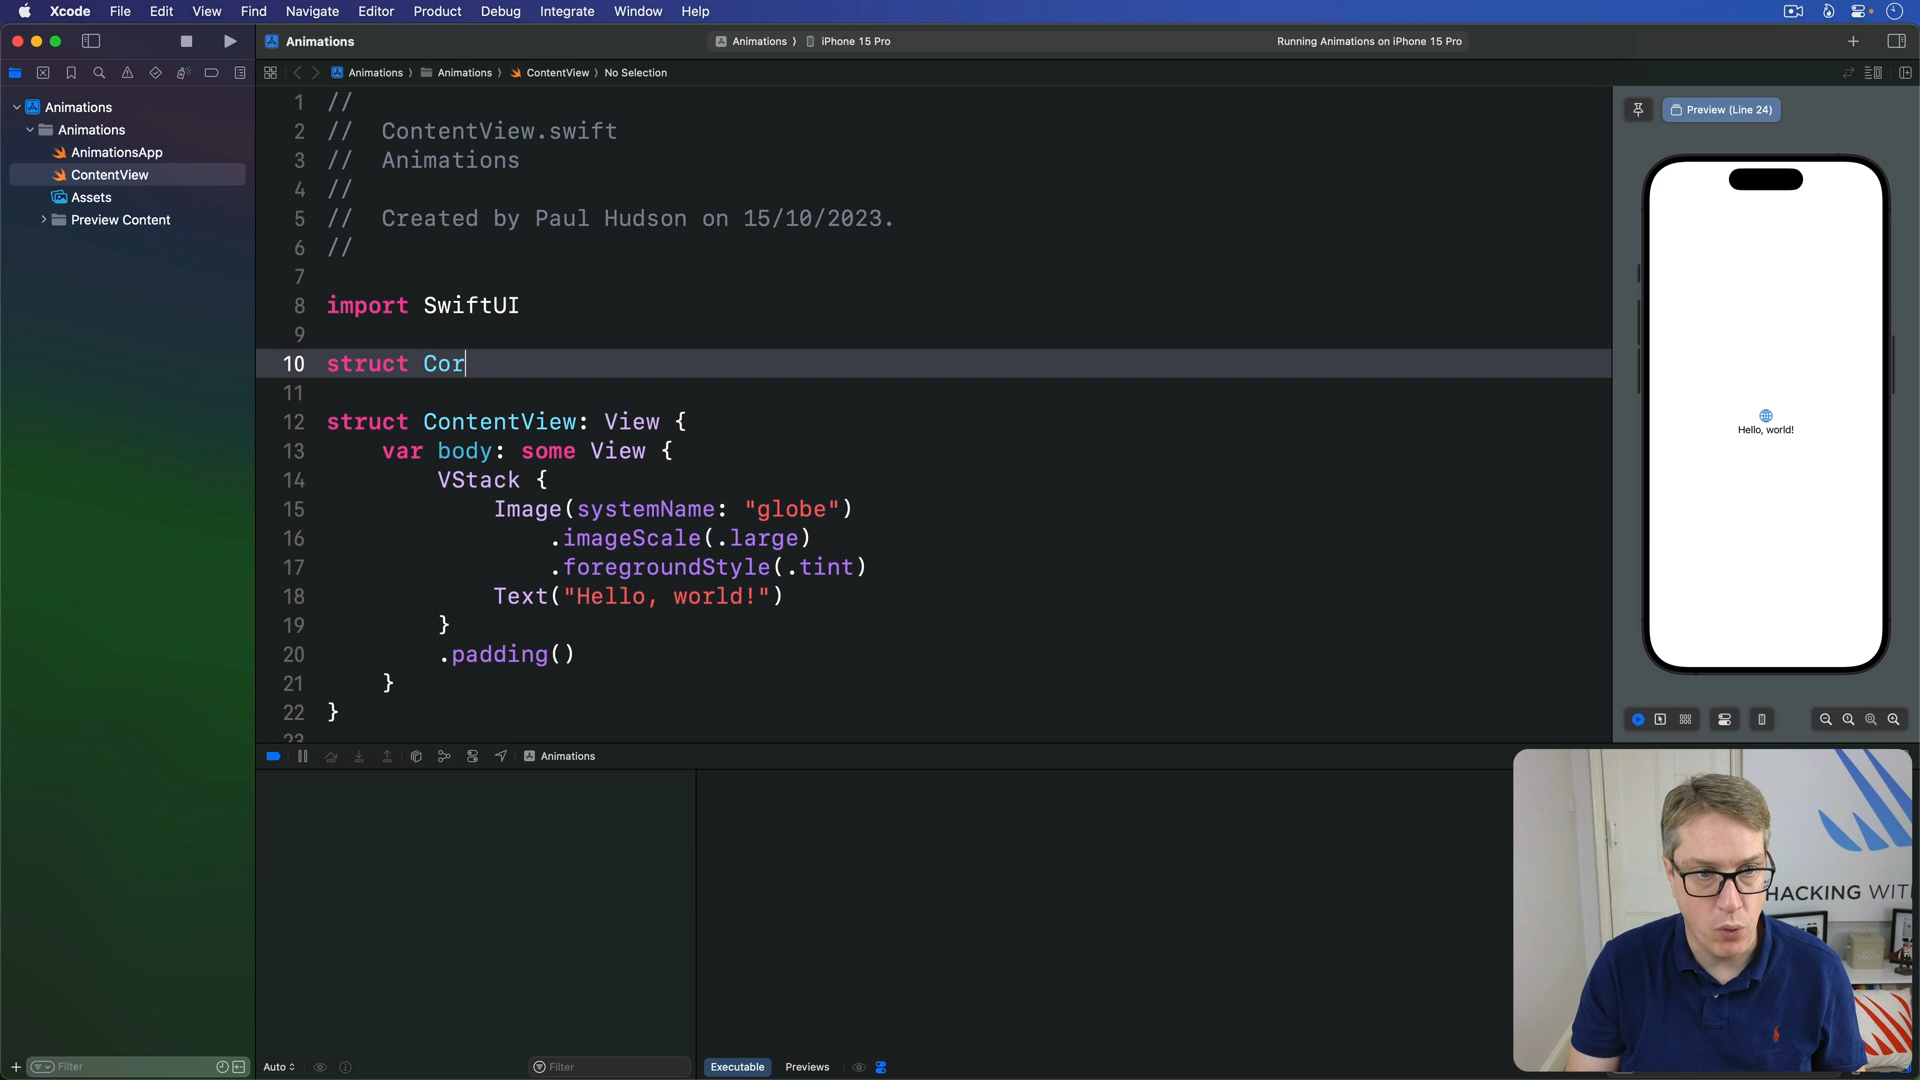 Xcode File Edit View Find Navigate Editor Product Debug Integrate Window Help
Animations
Animations 〉 iPhone 15 Pro
Running Animations on iPhone 15 Pro
Animations 〉 Animations 〉 ContentView 〉 No Selection
Animations
Animations
AnimationsApp
ContentView
Assets
Preview Content
1 //
2 //  ContentView.swift
3 //  Animations
4 //
5 //  Created by Paul Hudson on 15/10/2023.
6 //
7
8 import SwiftUI
9
10 struct Cor
11
12 struct ContentView: View {
13     var body: some View {
14         VStack {
15             Image(systemName: "globe")
16                 .imageScale(.large)
17                 .foregroundStyle(.tint)
18             Text("Hello, world!")
19         }
20         .padding()
21     }
22 }
23
Preview (Line 24)
Hello, world!
Animations
HACKING WIT
Filter
Auto
Filter
Executable Previews